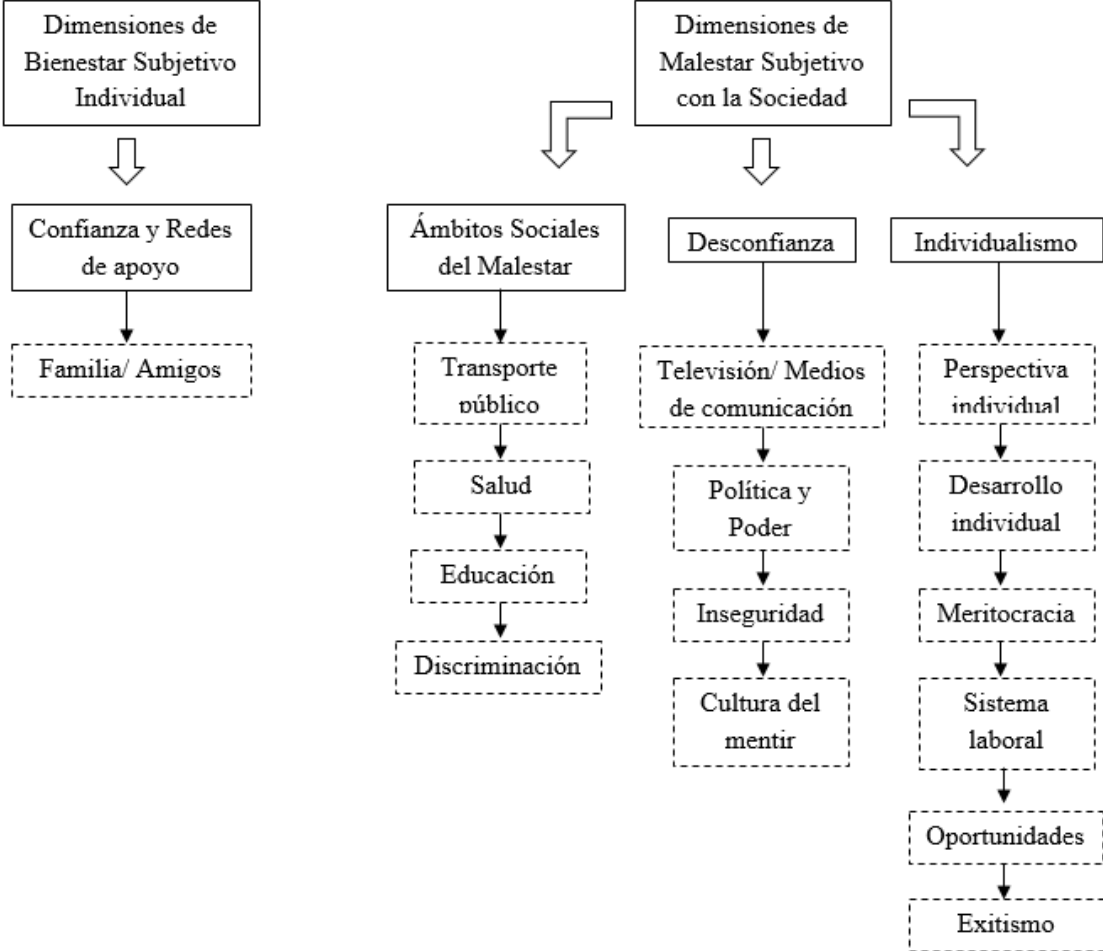 Dimensiones de
Bienestar Subjetivo
Individual
Confianza y Redes
de apoyo
Familia/ Amigos
Dimensiones de
Malestar Subjetivo
con la Sociedad
Ámbitos Sociales
del Malestar
Transporte
público
Salud
Educación
Discriminación
Desconfianza
Televisión/ Medios
de comunicación
Política y
Poder
Inseguridad
Cultura del
mentir
Individualismo
Perspectiva
individual
Desarrollo
individual
Meritocracia
Sistema
laboral
Oportunidades
Exitismo